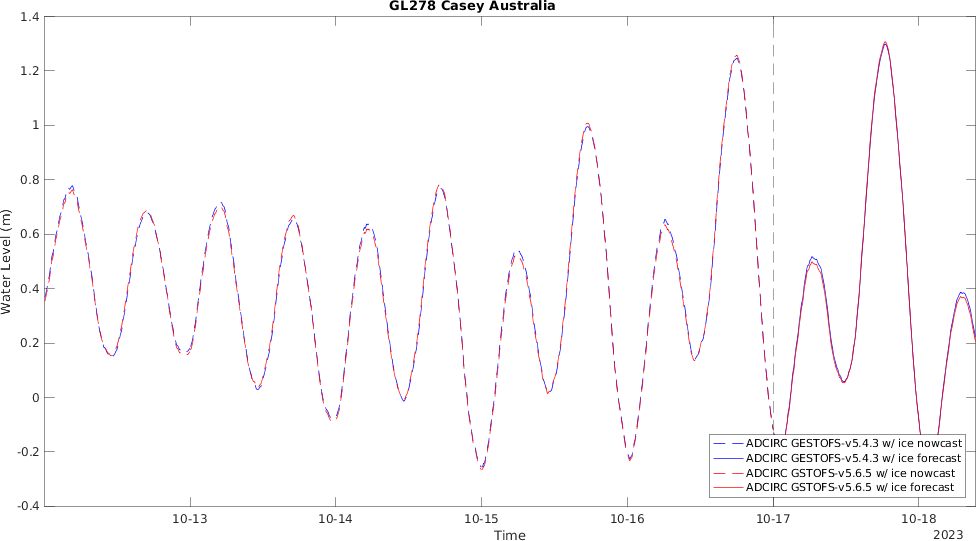 GL278 Casey Australia
1.4
1.2
1
0.8
0.6
0.4
0.2
0
-0.2
-0.4
Water Level (m)
ADCIRC GESTOFS-v5.4.3 w/ ice nowcast
ADCIRC GESTOFS-v5.4.3 w/ ice forecast
ADCIRC GSTOFS-v5.6.5 w/ ice nowcast
ADCIRC GSTOFS-v5.6.5 w/ ice forecast
10-13 10-14 10-15 10-16 10-17 10-18
Time
2023